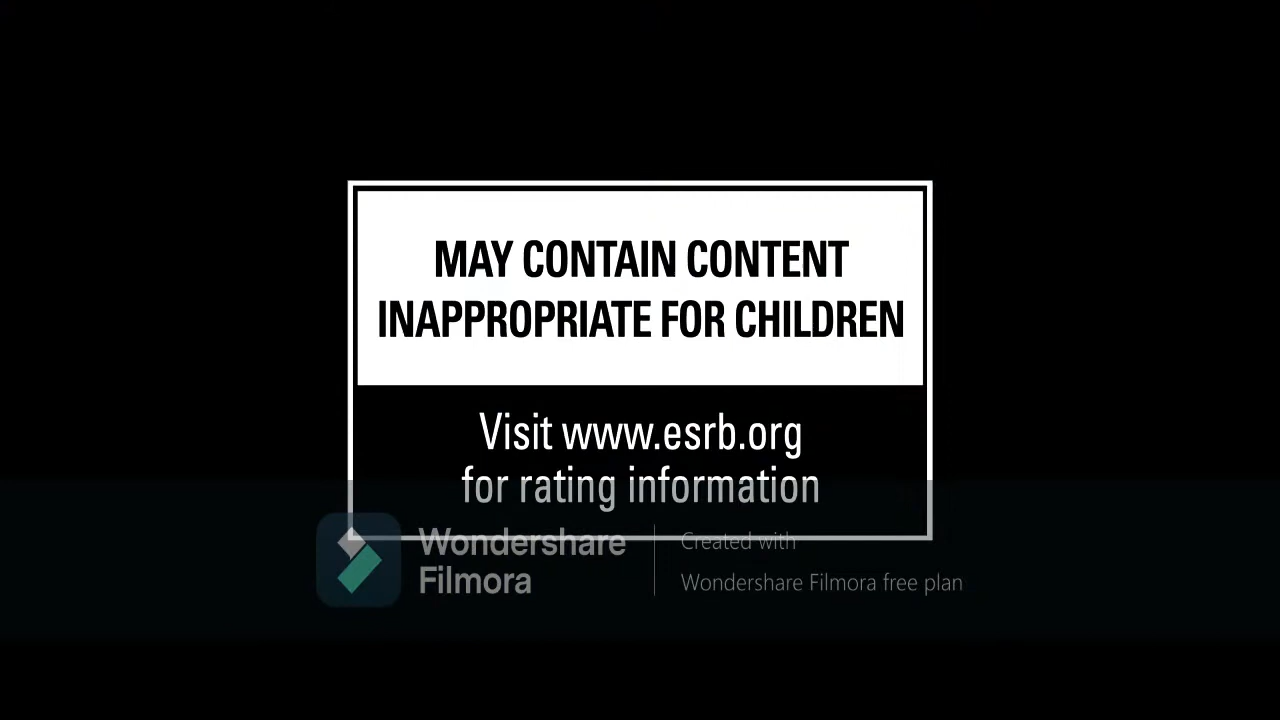 MAY CONTAIN CONTENT
INAPPROPRIATE FOR CHILDREN
Visit www.esrb.org
for rating information
Wondershare
Filmora
Created with
Wondershare Filmora free plan